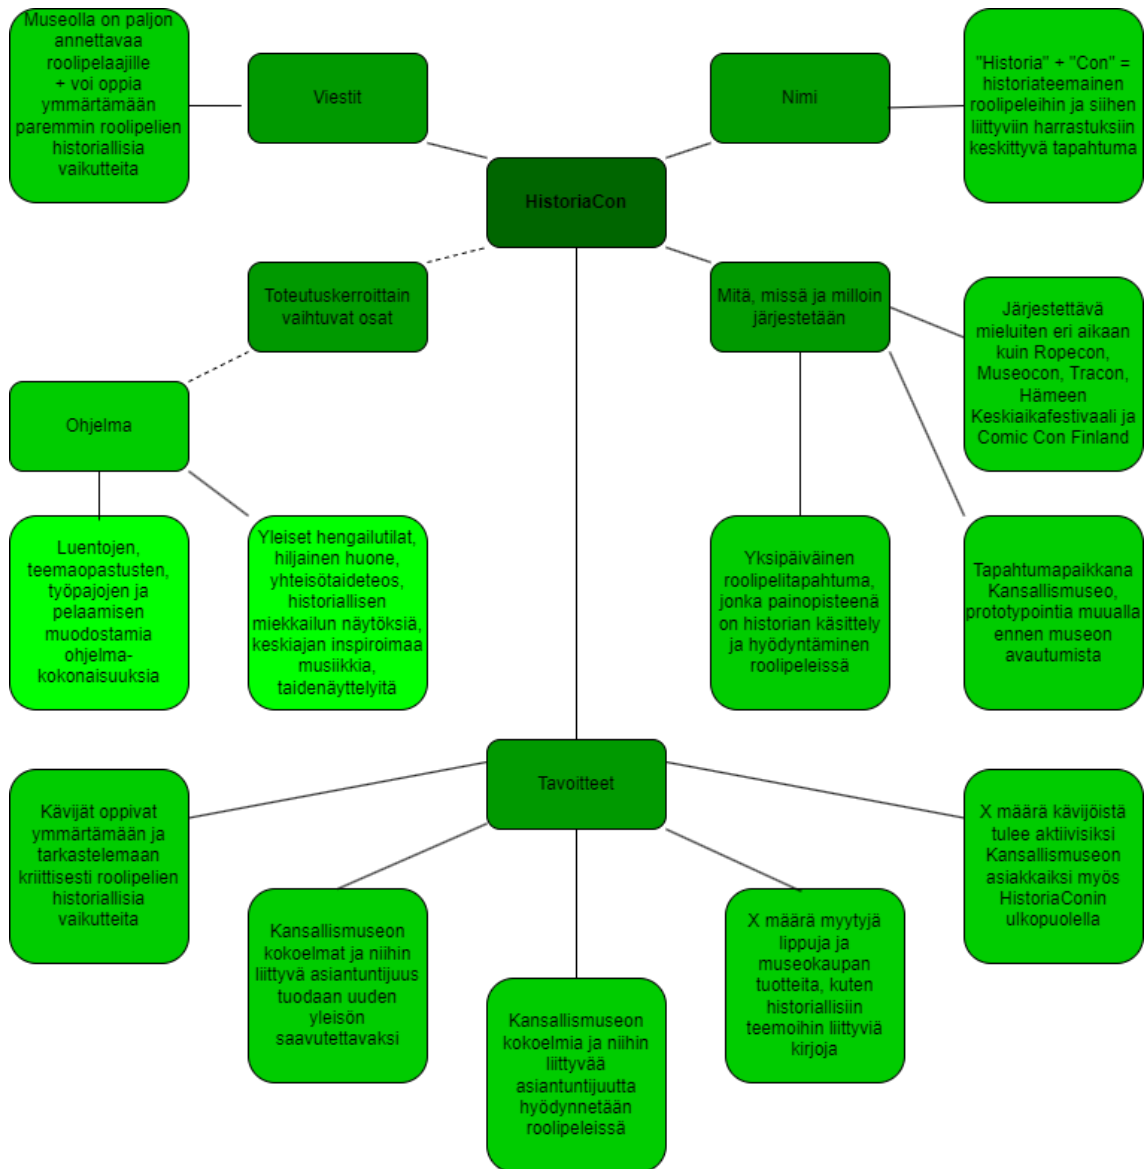 Museolla on paljon
annettavaa
roolipelaajille
+ voi oppia
ymmärtämään
paremmin roolipelien
historiallisia
vaikutteita
Viestit
Nimi
"Historia" + "Con" =
historiateemainen
roolipeleihin ja siihen
liittyviin harrastuksiin
keskittyvä tapahtuma
HistoriaCon
Toteutuskerroittain
vaihtuvat osat
Mitä, missä ja milloin
järjestetään
Järjestettävä
mieluiten eri aikaan
kuin Ropecon,
Museocon, Tracon,
Hämeen
Keskiaikafestivaali ja
Comic Con Finland
Ohjelma
Luentojen,
teemaopastusten,
työpajojen ja
pelaamisen
muodostamia
ohjelma-
kokonaisuuksia
Yleiset hengailutilat,
hiljainen huone,
yhteisötaideteos,
historiallisen
miekkailun näytöksiä,
keskiajan inspiroimaa
musiikkia,
taidenäyttelyitä
Yksipäiväinen
roolipelitapahtuma,
jonka painopisteenä
on historian käsittely
ja hyödyntäminen
roolipeleissä
Tapahtumapaikkana
Kansallismuseo,
prototypointia muualla
ennen museon
avautumista
Tavoitteet
Kävijät oppivat
ymmärtämään ja
tarkastelemaan
kriittisesti roolipelien
historiallisia
vaikutteita
Kansallismuseon
kokoelmat ja niihin
liittyvä asiantuntijuus
tuodaan uuden
yleisön
saavutettavaksi
Kansallismuseon
kokoelmia ja niihin
liittyvää
asiantuntijuutta
hyödynnetään
roolipeleissä
X määrä myytyjä
lippuja ja
museokaupan
tuotteita, kuten
historiallisiin
teemoihin liittyviä
kirjoja
X määrä kävijöistä
tulee aktiivisiksi
Kansallismuseon
asiakkaiksi myös
HistoriaConin
ulkopuolella